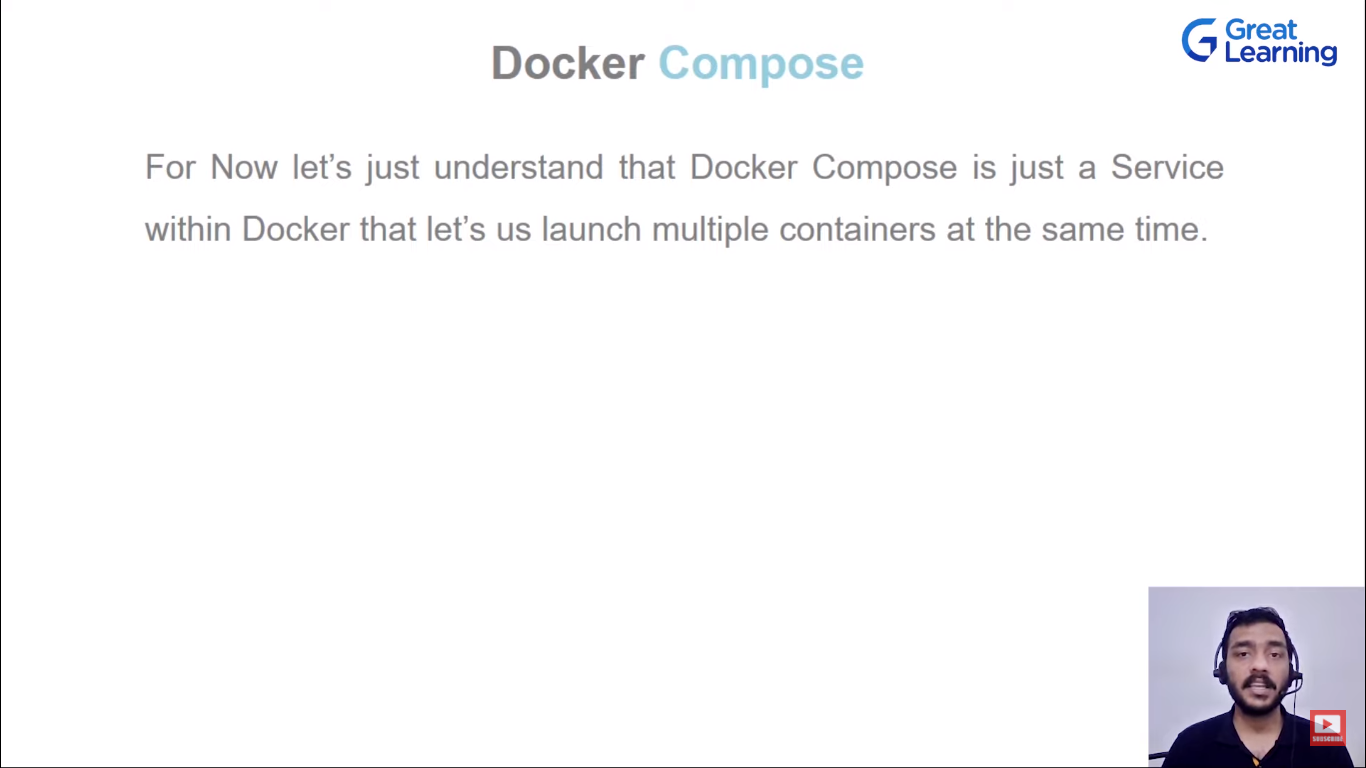 Docker Compose
Great
Learning
For Now let’s just understand that Docker Compose is just a Service
within Docker that let’s us launch multiple containers at the same time.
SUBSCRIBE